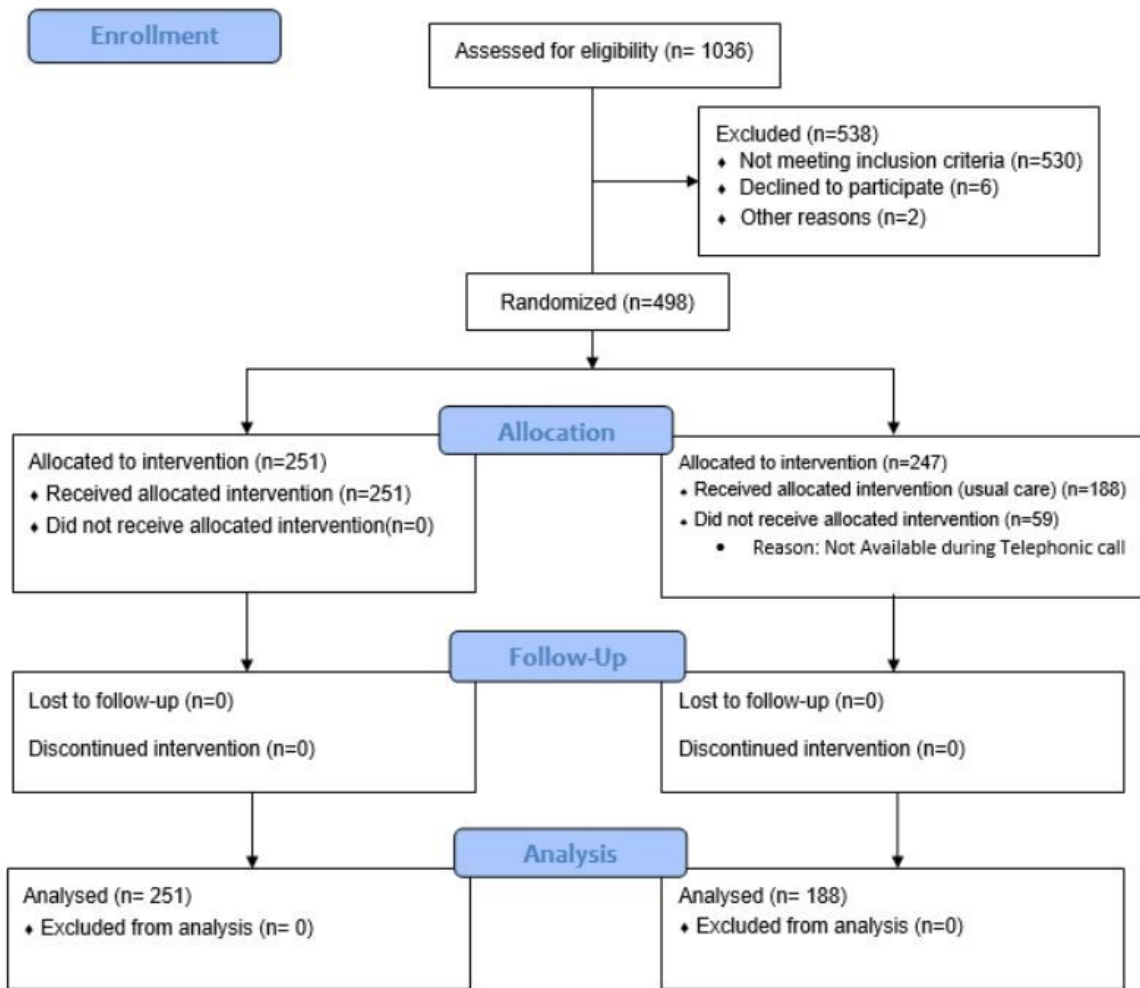 Enrollment
Assessed for eligibility (n= 1036)
Excluded (n=538)
♦ Not meeting inclusion criteria (n=530)
♦ Declined to participate (n=6)
♦ Other reasons (n=2)
Randomized (n=498)
Allocation
Allocated to intervention (n=251)
♦ Received allocated intervention (n=251)
♦ Did not receive allocated intervention(n=0)
Allocated to intervention (n=247)
♦ Received allocated intervention (usual care) (n=188)
♦ Did not receive allocated intervention (n=59)
• Reason: Not Available during Telephonic call
Follow-Up
Lost to follow-up (n=0)
Discontinued intervention (n=0)
Lost to follow-up (n=0)
Discontinued intervention (n=0)
Analysis
Analysed (n= 251)
♦ Excluded from analysis (n= 0)
Analysed (n= 188)
♦ Excluded from analysis (n=0)